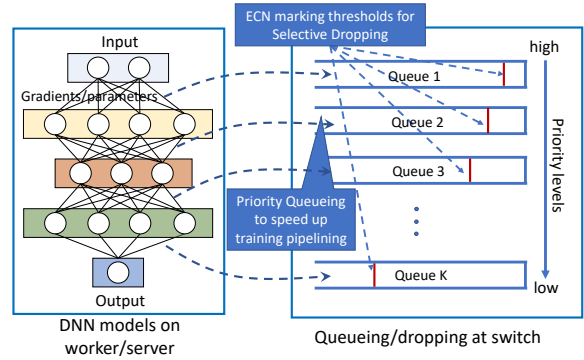 ECN marking thresholds for
Selective Dropping
Input
Gradients/parameters
Output
DNN models on
worker/server
high
Queue 1
Queue 2
Queue 3
Priority Queueing
to speed up
training pipelining
Queue K
Priority levels
low
Queueing/dropping at switch